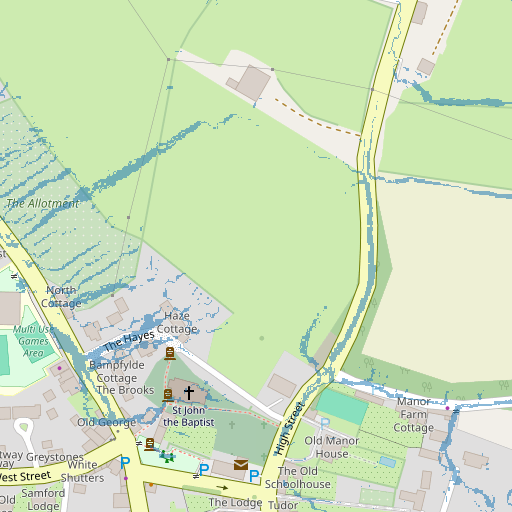 The Allotment
North
Cottage
Haze
Cottage
Multi Use
Games
Area
The Hayes
Bampfylde
Cottage
The Brooks
St John
the Baptist
Old George
High Street
Manor
Farm
Cottage
Old Manor
House
Greystones
White
Shutters
West Street
Samford
Lodge
P
P
P
P
The Old
Schoolhouse
The Lodge
Tudor